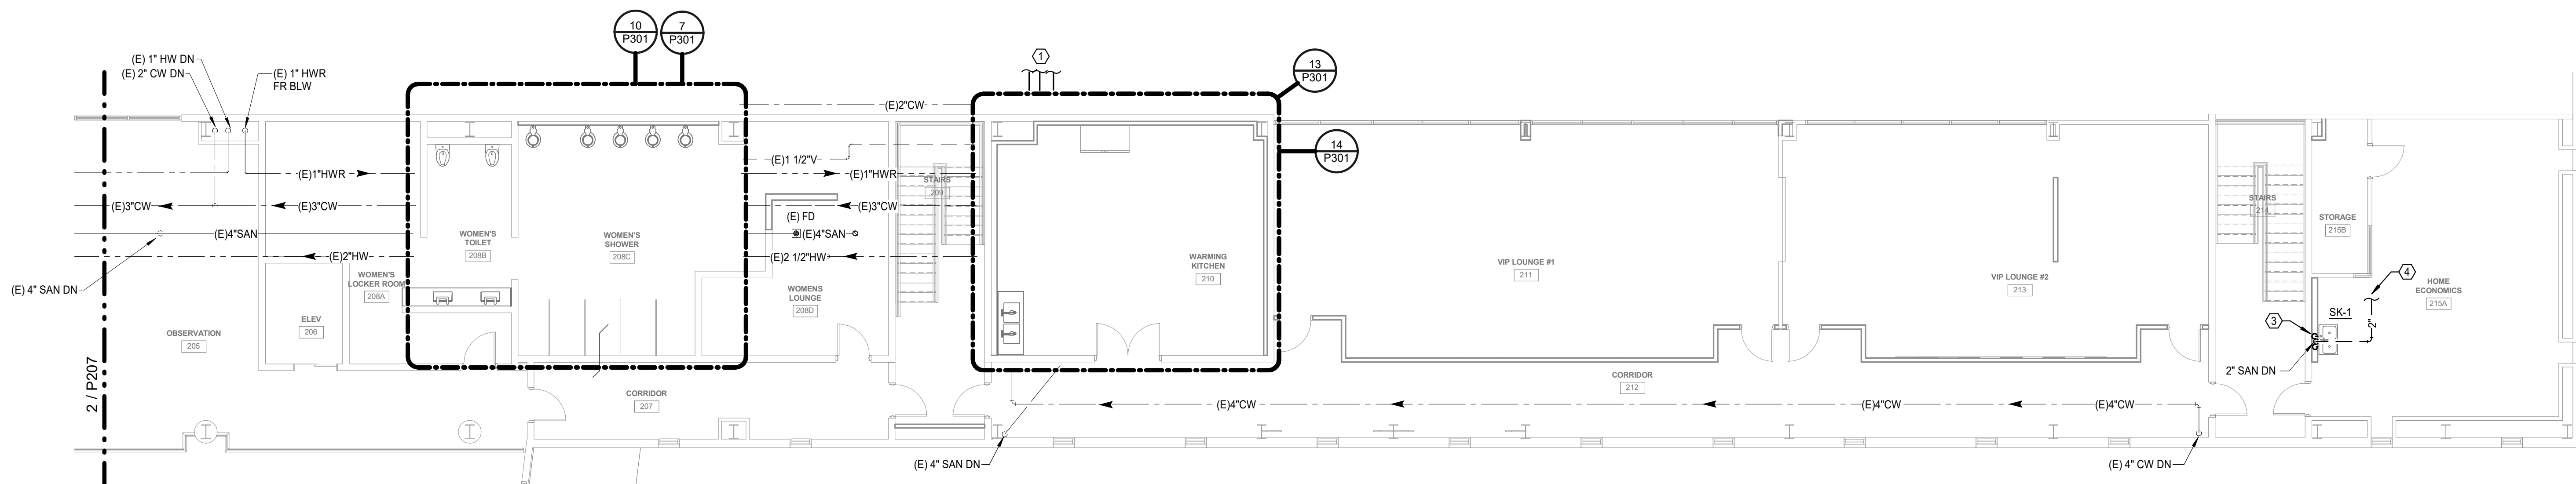 10
P301
7
P301
1
13
P301
14
P301
(E) 1" HW DN
(E) 2" CW DN
(E) 1" HWR
FR BLW
(E)2"CW
(E)1 1/2"V
(E)1"HWR
(E)1"HWR
(E)3"CW
(E)3"CW
(E)3"CW
(E) FD
(E)4"SAN
(E)4"SAN
(E)2"HW
(E)2 1/2"HW
(E) 4" SAN DN
2 / P207
OBSERVATION
205
ELEV
206
WOMEN'S
LOCKER ROOM
208A
WOMEN'S
TOILET
208B
WOMEN'S
SHOWER
208C
WOMENS
LOUNGE
208D
STAIRS
209
CORRIDOR
207
WARMING
KITCHEN
210
VIP LOUNGE #1
211
VIP LOUNGE #2
213
CORRIDOR
212
STAIRS
214
STORAGE
215B
HOME
ECONOMICS
215A
4
3
SK-1
2"
2" SAN DN
(E)4"CW
(E)4"CW
(E)4"CW
(E) 4" SAN DN
(E) 4" CW DN